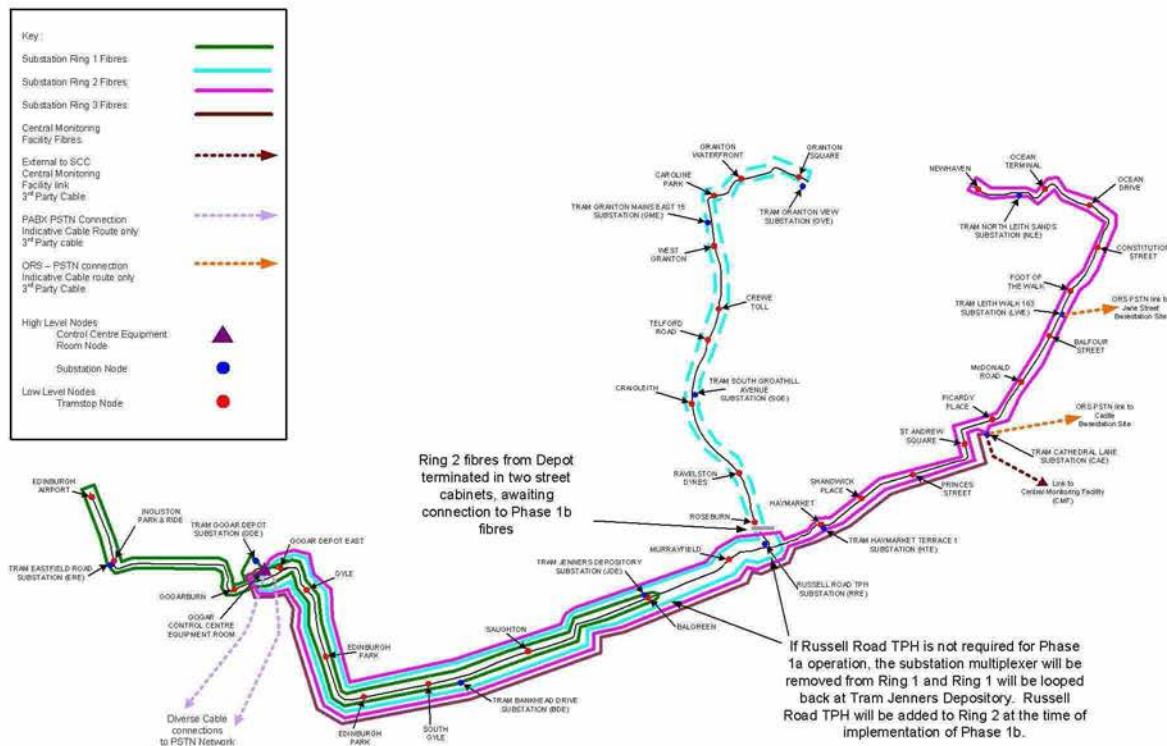 Key :
Substation Ring 1 Fibres
Substation Ring 2 Fibres
Substation Ring 3 Fibres
Central Monitoring
Facility Fibres
External to SCC
Central Monitoring
Facility link
3rd Party Cable
PABX PSTN Connection
Indicative Cable Route only
3rd Party cable
ORS – PSTN connection
Indicative Cable route only
3rd Party Cable
High Level Nodes
Control Centre Equipment
Room Node
Substation Node
Low Level Nodes
Tramstop Node
GRANTON
WATERFRONT
GRANTON
SQUARE
CAROLINE
PARK
TRAM GRANTON MAINS EAST 15
SUBSTATION (GME)
TRAM GRANTON VIEW
SUBSTATION (GVE)
WEST
GRANTON
CREWE
TOLL
TELFORD
ROAD
CRAIGLEITH
TRAM SOUTH GROATHILL
AVENUE
SUBSTATION (SGE)
RAVELSTON
DYKES
ROSEBURN
NEWHAVEN
OCEAN
TERMINAL
OCEAN
DRIVE
TRAM NORTH LEITH SANDS
SUBSTATION (NLE)
CONSTITUTION
STREET
FOOT OF
THE WALK
TRAM LEITH WALK 163
SUBSTATION (LWE)
ORS PSTN link to
Jane Street
Basestation Site
BALFOUR
STREET
McDONALD
ROAD
PICARDY
PLACE
ORS PSTN link to
Castle
Basestation Site
ST ANDREW
SQUARE
TRAM CATHEDRAL LANE
SUBSTATION (CAE)
Link to
Central Monitoring Facility
(CMF)
PRINCES
STREET
SHANDWICK
PLACE
HAYMARKET
TRAM HAYMARKET TERRACE 1
SUBSTATION (HTE)
Ring 2 fibres from Depot
terminated in two street
cabinets, awaiting
connection to Phase 1b
fibres
MURRAYFIELD
RUSSELL ROAD TPH
SUBSTATION (RRE)
TRAM JENNERS DEPOSITORY
SUBSTATION (JDE)
BALGREEN
SAUGHTON
EDINBURGH
AIRPORT
INGLISTON
PARK & RIDE
TRAM GOGAR DEPOT
SUBSTATION (GDE)
GOGAR DEPOT EAST
TRAM EASTFIELD ROAD
SUBSTATION (ERE)
GOGARBURN
GYLE
GOGAR
CONTROL CENTRE
EQUIPMENT ROOM
EDINBURGH
PARK
TRAM BANKHEAD DRIVE
SUBSTATION (BDE)
SOUTH
GYLE
EDINBURGH
PARK
Diverse Cable
connections
to PSTN Network
If Russell Road TPH is not required for Phase
1a operation, the substation multiplexer will be
removed from Ring 1 and Ring 1 will be looped
back at Tram Jenners Depository. Russell
Road TPH will be added to Ring 2 at the time of
implementation of Phase 1b.